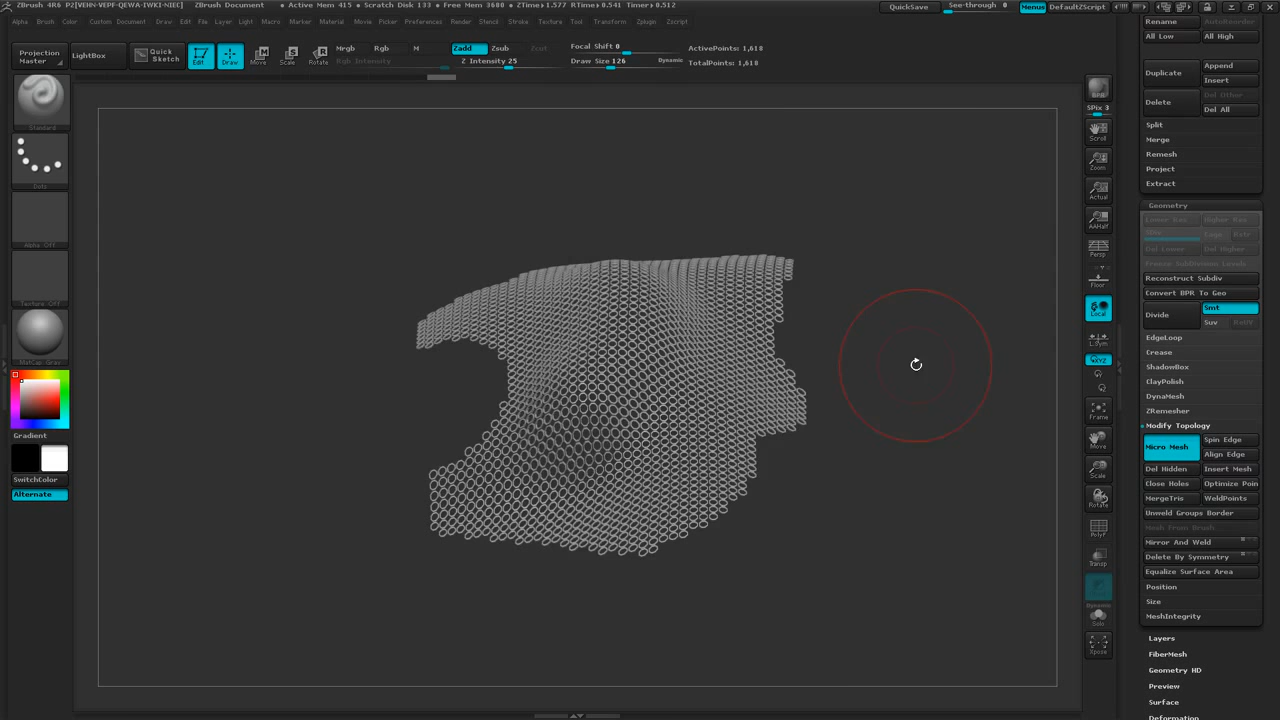 ZBrush 4R6 P2[VEHN-VEPF-QEWA-IWKI-NIEC] ZBrush Document ● Active Mem 415 ● Scratch Disk 133 ● Free Mem 3600 ● RTime▸1.577 CTime▸0.541 Timer▸0.512 QuickSave See-through 0 Menus DefaultZScript
Alpha Brush Color Document Draw Edit File Layer Light Macro Marker Material Movie Picker Preferences Render Stencil Stroke Texture Tool Transform Zplugin Zscript
Projection Master
LightBox
Quick Sketch
Edit
Draw
Move
Scale
Rotate
Mrgb Rgb M
Rgb Intensity
Zadd Zsub Zcut
Z Intensity 25
Focal Shift 0
Draw Size 126
Dynamic
ActivePoints: 1,618
TotalPoints: 1,618
Standard
Dots
Alpha Off
Texture Off
MatCap Gray
Gradient
SwitchColor
Alternate
BPR
SPix 3
Scroll
Zoom
Actual
AAHalf
Persp
Floor
Local
L.Sym
XYZ
Frame
Move
Scale
Rotate
PolyF
Transp
Dynamic
Solo
Xpose
Rename AutoReorder
All Low All High
Duplicate Append
Insert
Delete Del Other
Del All
Split
Merge
Remesh
Project
Extract
Geometry
Lower Res Higher Res
SDiv Cage Rstr
Del Lower Del Higher
Freeze SubDivision Levels
Reconstruct Subdiv
Convert BPR To Geo
Divide Smt
Suv ReUV
EdgeLoop
Crease
ShadowBox
ClayPolish
DynaMesh
ZRemesher
Modify Topology
Micro Mesh Spin Edge
Align Edge
Del Hidden Insert Mesh
Close Holes Optimize Poin
MergeTris WeldPoints
Unweld Groups Border
Mesh From Brush
Mirror And Weld
Delete By Symmetry
Equalize Surface Area
Position
Size
MeshIntegrity
Layers
FiberMesh
Geometry HD
Preview
Surface
Deformation